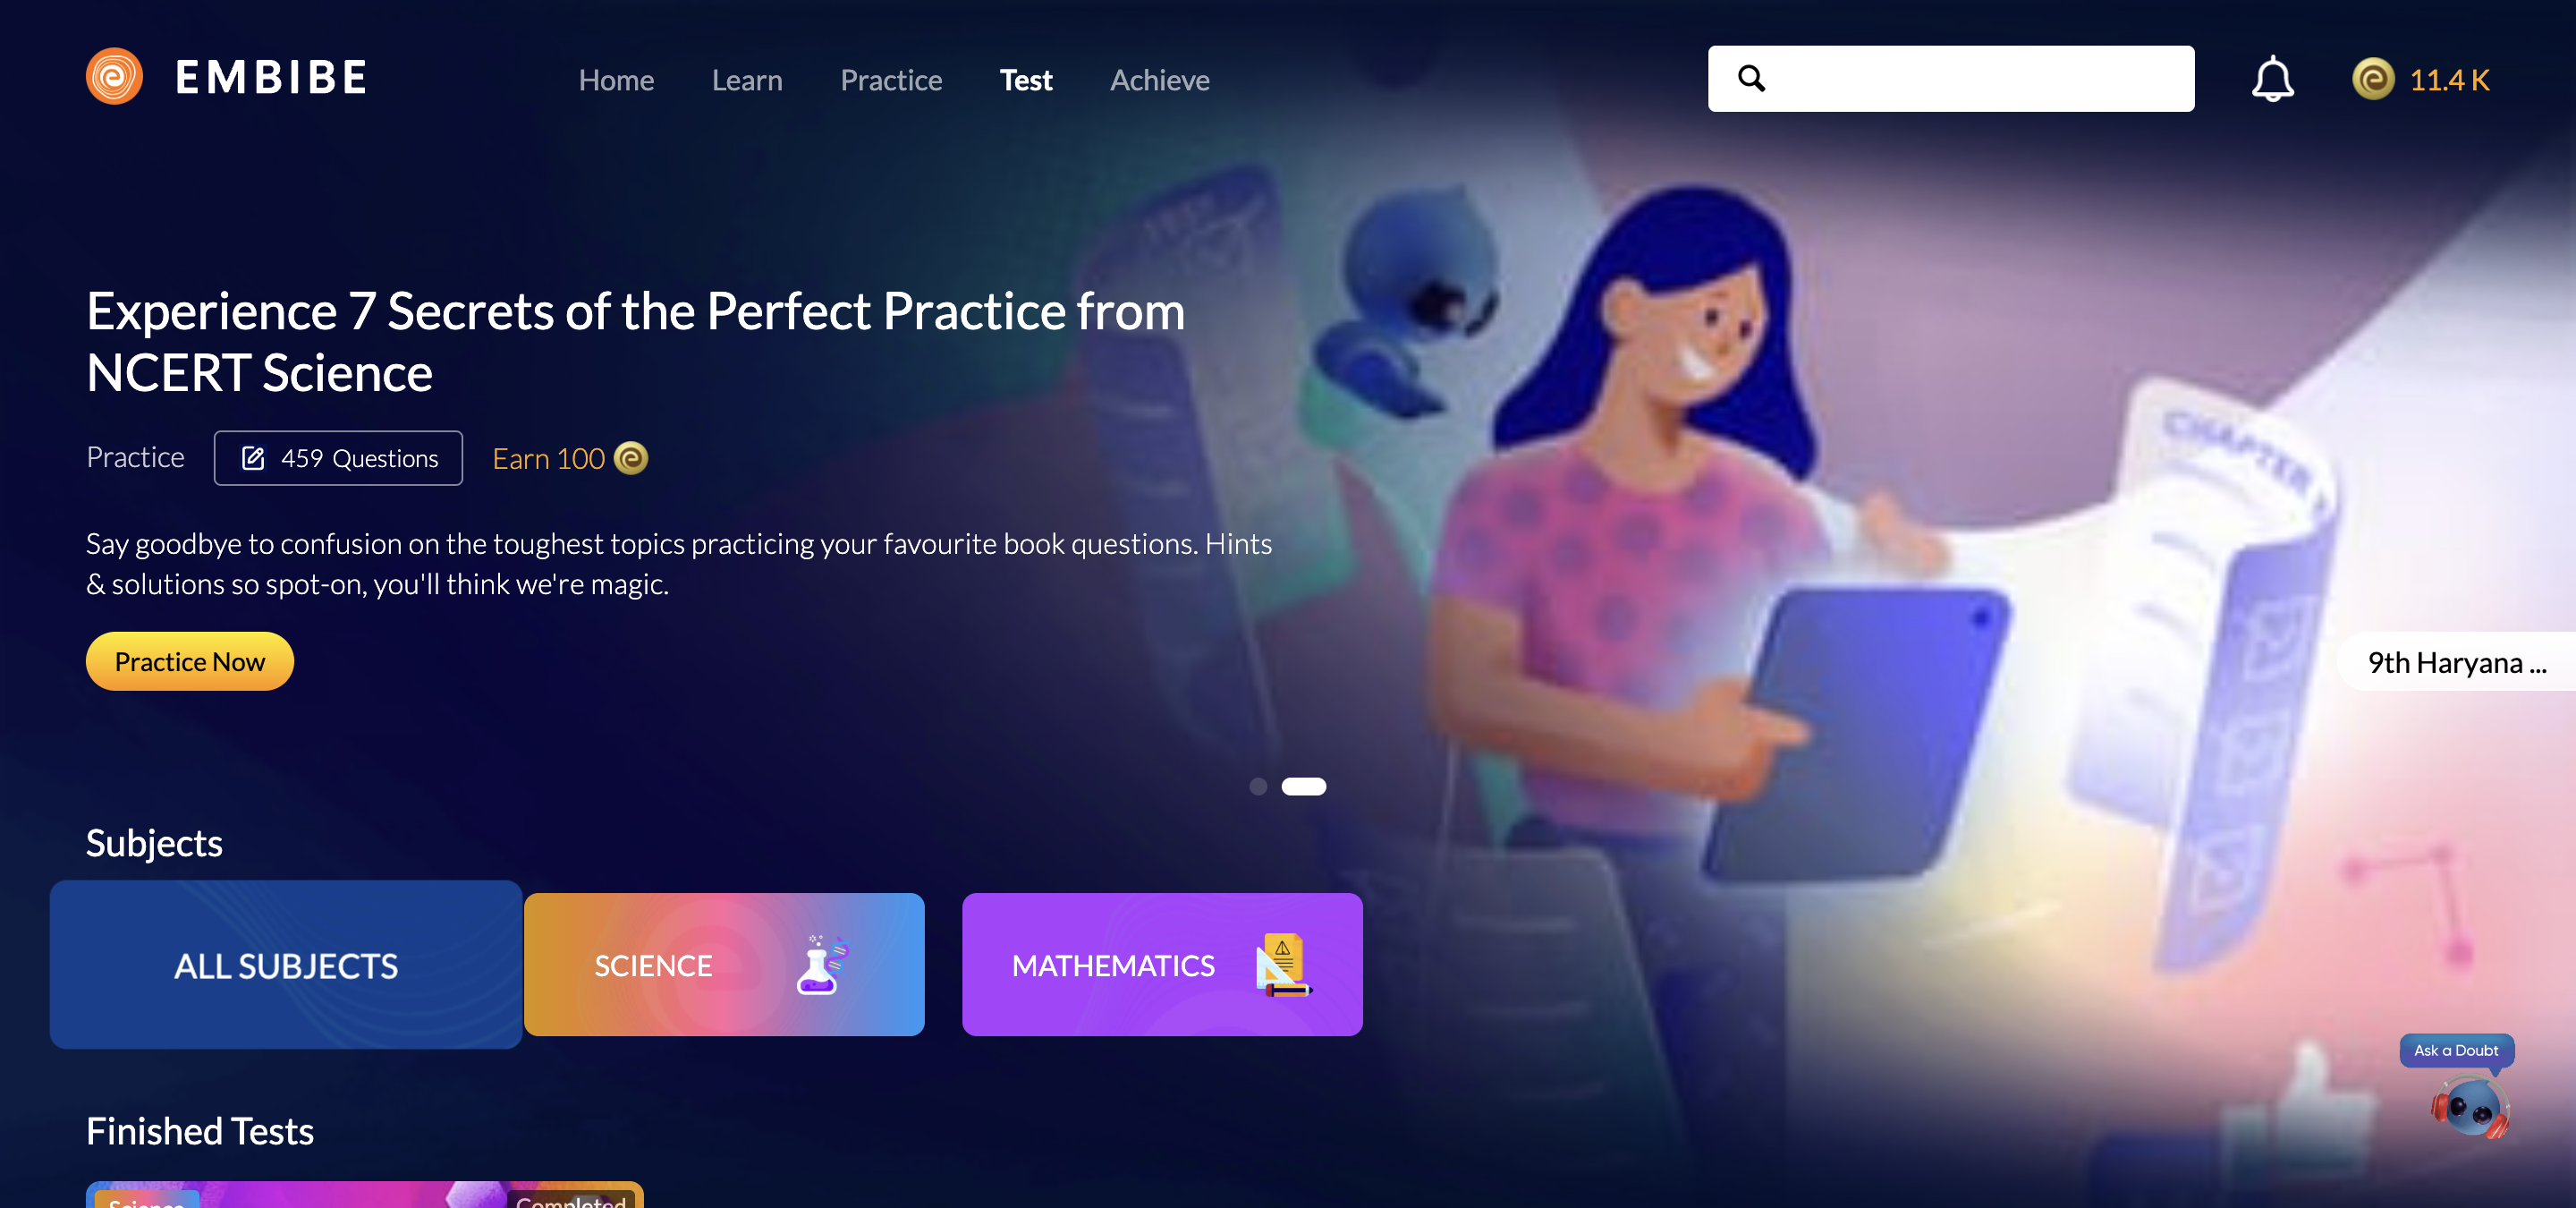 EMBIBE
Home
Learn
Practice
Test
Achieve
11.4 K
TEST
CHAPTER
Experience 7 Secrets of the Perfect Practice from
NCERT Science
Practice
459 Questions
Earn 100
Say goodbye to confusion on the toughest topics practicing your favourite book questions. Hints
& solutions so spot-on, you'll think we're magic.
Practice Now
9th Haryana ...
Subjects
ALL SUBJECTS
SCIENCE
MATHEMATICS
Ask a Doubt
Finished Tests
Science
Completed